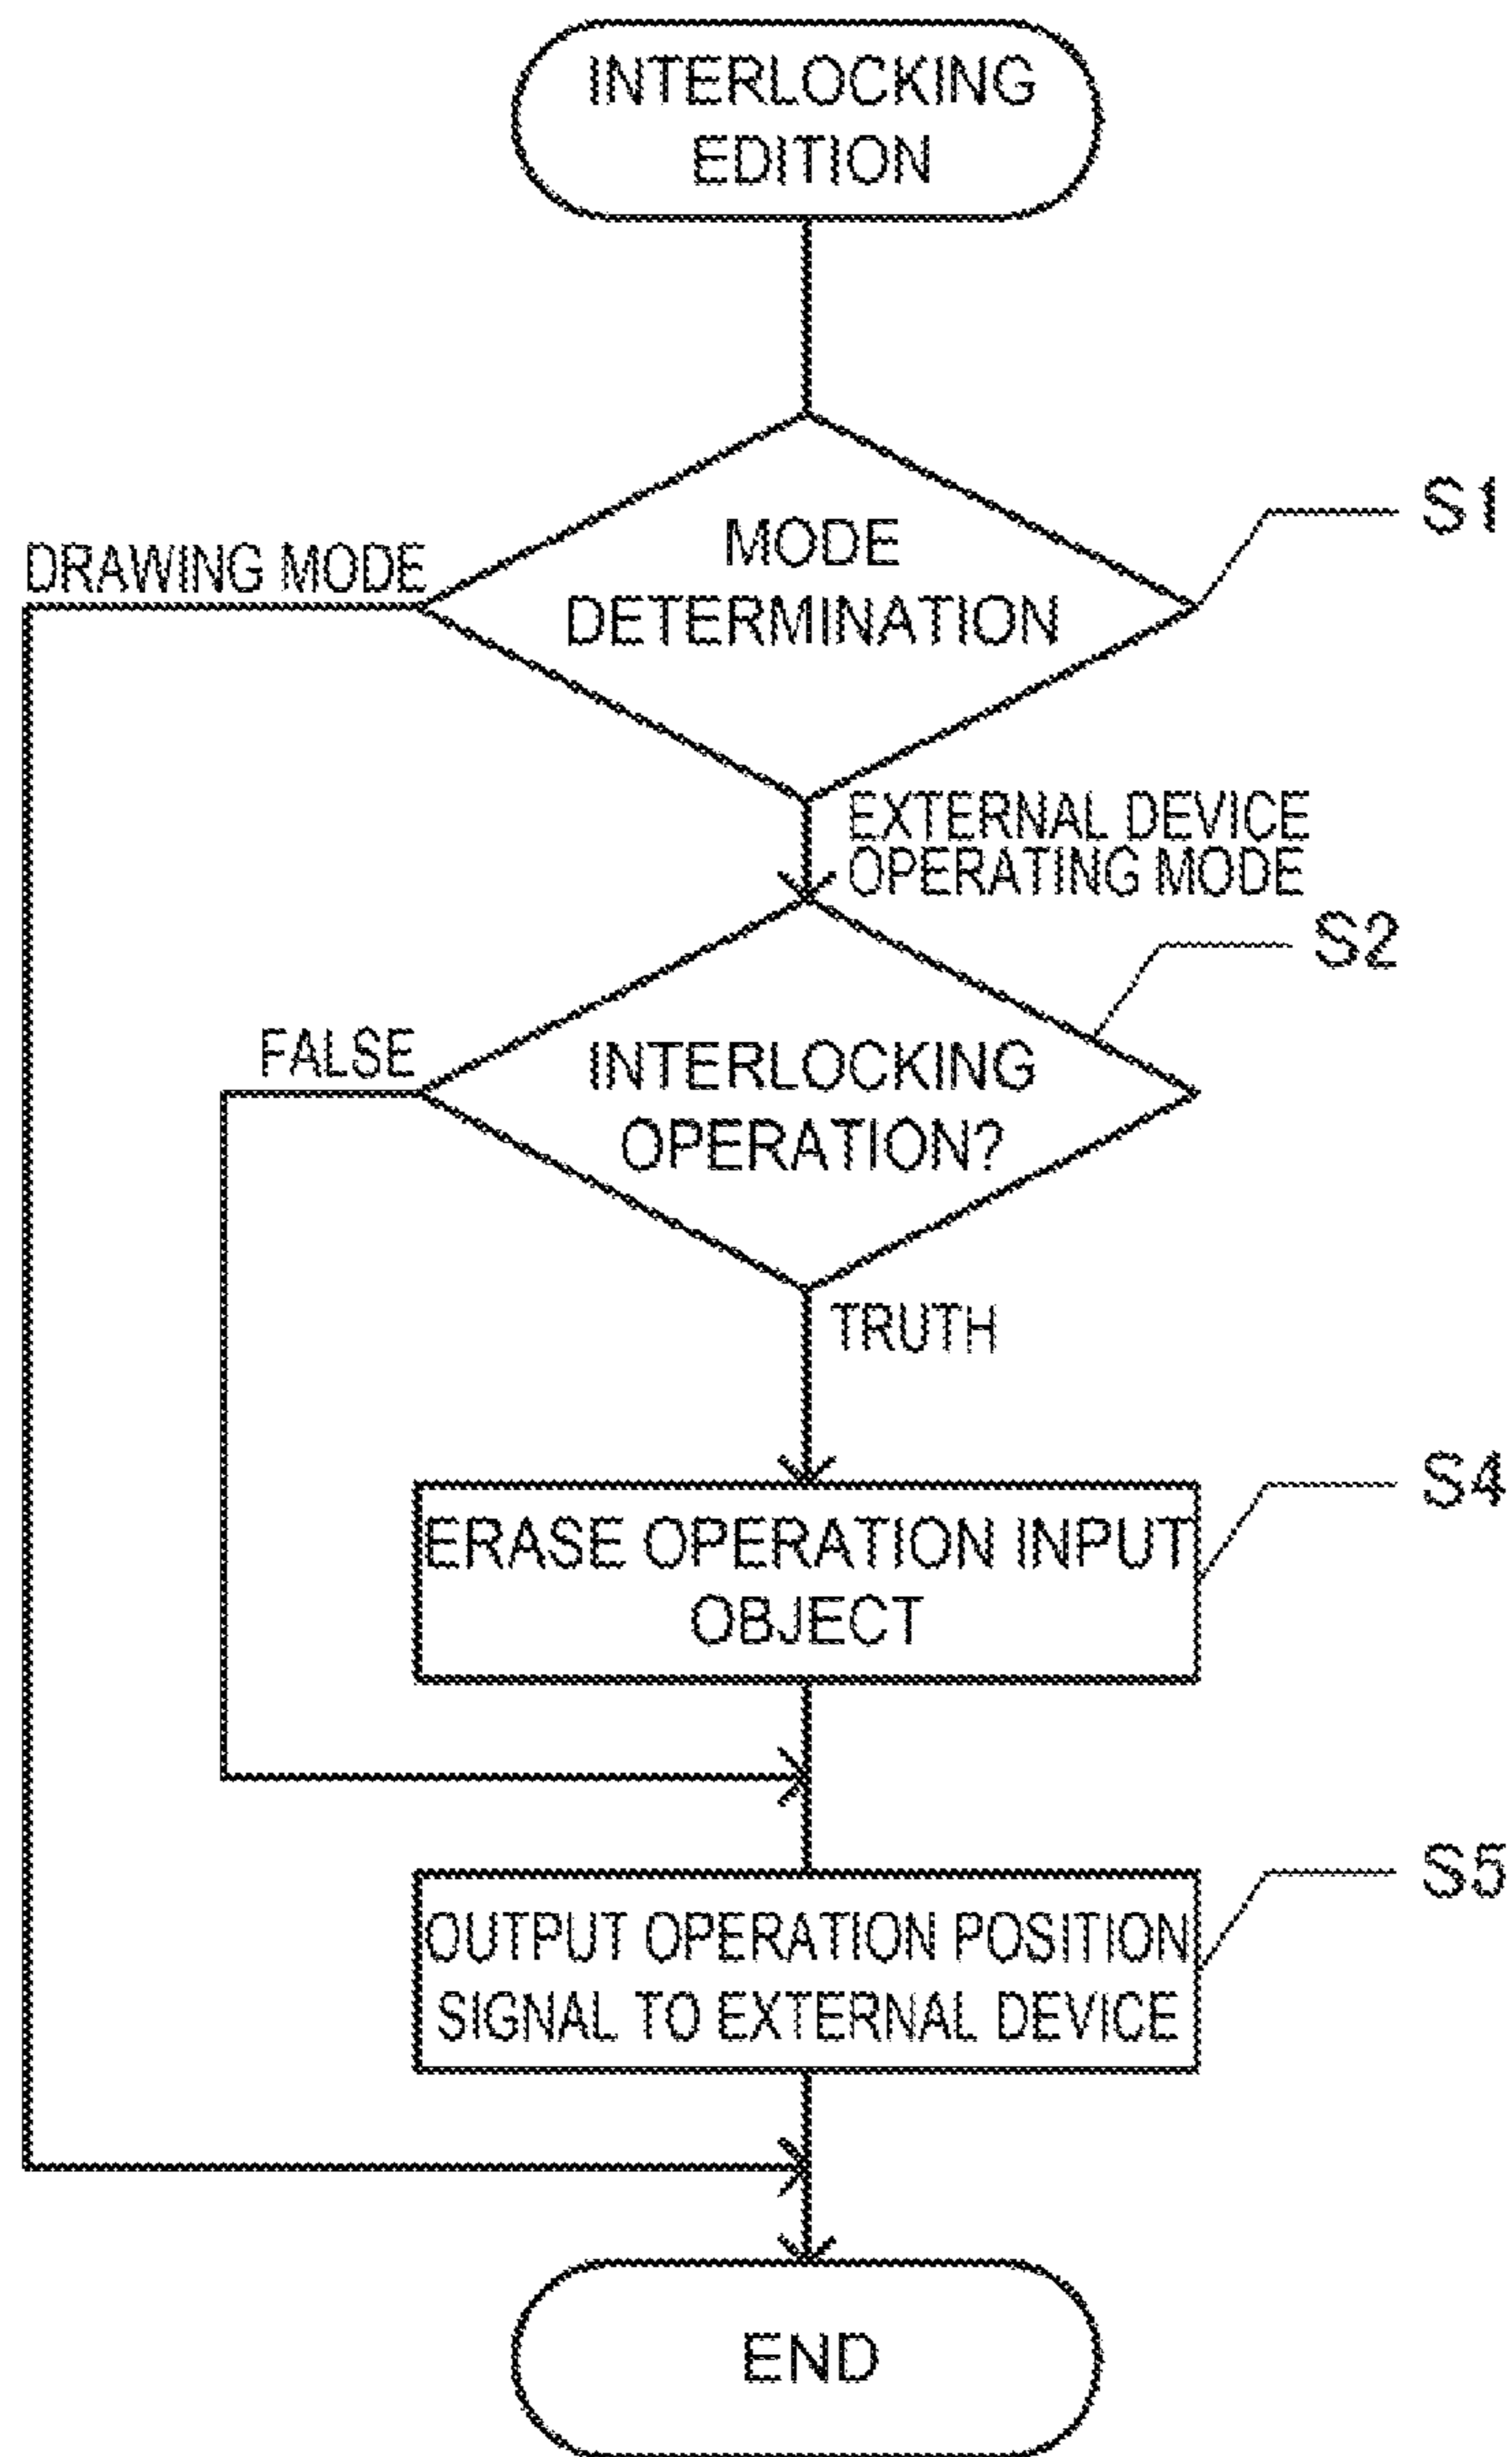 INTERLOCKING
EDITION
MODE
DETERMINATION
S1
DRAWING MODE
EXTERNAL DEVICE
OPERATING MODE
S2
FALSE
INTERLOCKING
OPERATION?
TRUTH
S4
ERASE OPERATION INPUT
OBJECT
S5
OUTPUT OPERATION POSITION
SIGNAL TO EXTERNAL DEVICE
END